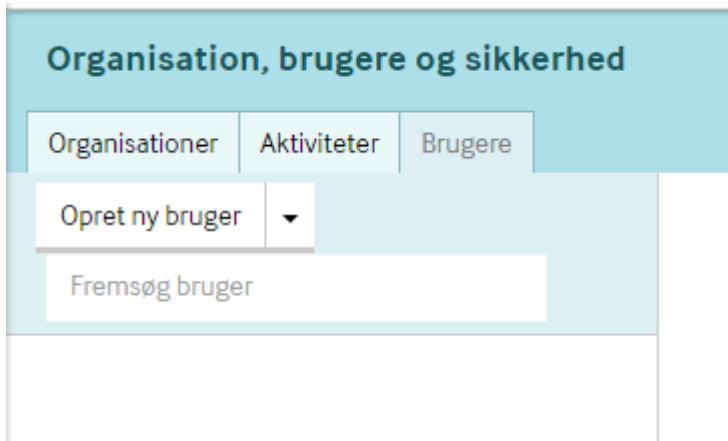 Organisation, brugere og sikkerhed
Organisationer Aktiviteter Brugere
Opret ny bruger
Fremsøg bruger